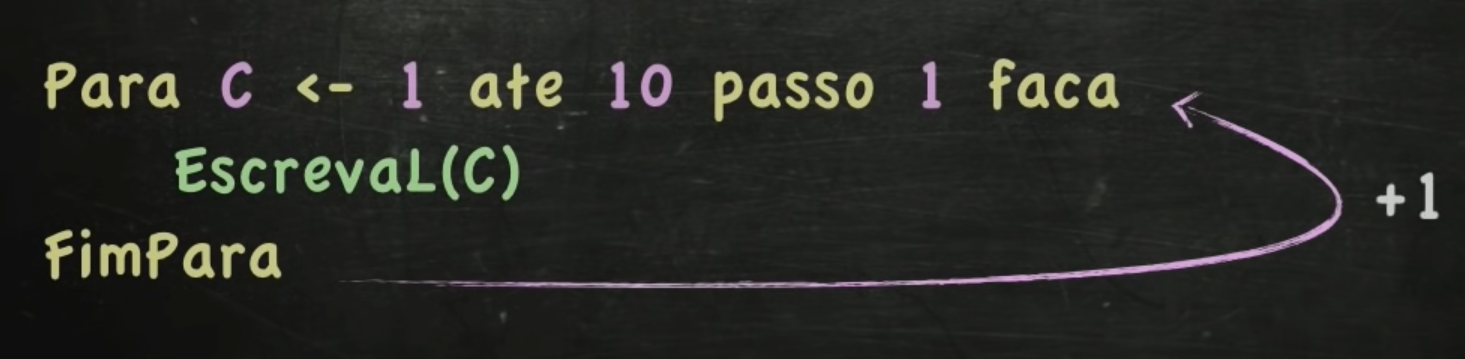 Para C <- 1 ate 10 passo 1 faca
EscrevaL(C)
+1
FimPara